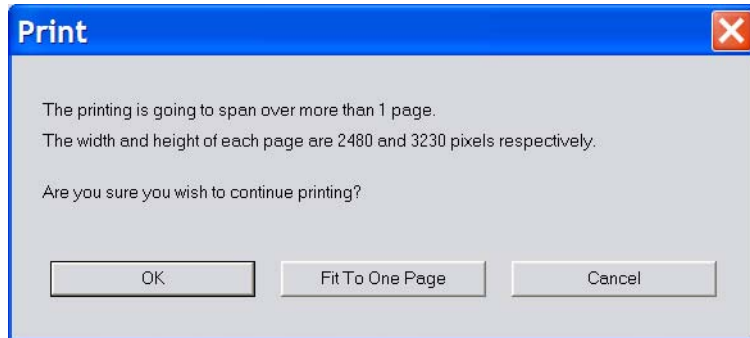 Print
The printing is going to span over more than 1 page.
The width and height of each page are 2480 and 3230 pixels respectively.
Are you sure you wish to continue printing?
OK
Fit To One Page
Cancel